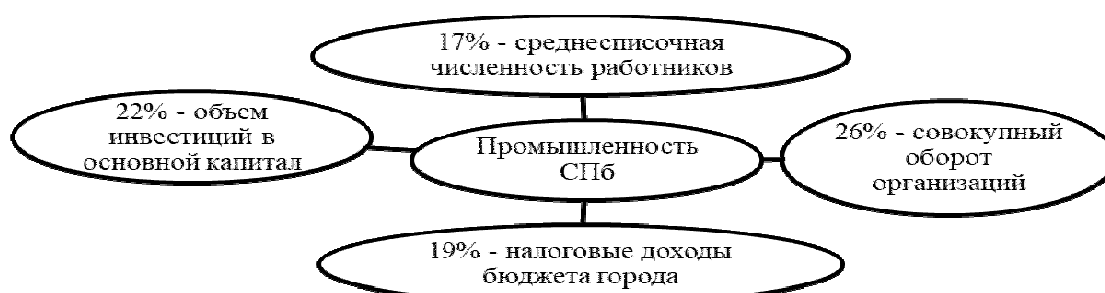 17% - среднесписочная
численность работников
22% - объем
инвестиций в
основной капитал
Промышленность
СПб
26% - совокупный
оборот
организаций
19% - налоговые доходы
бюджета города